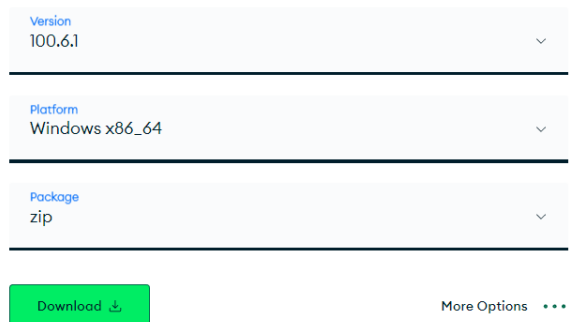 Version
100.6.1
Platform
Windows x86_64
Package
zip
Download
More Options